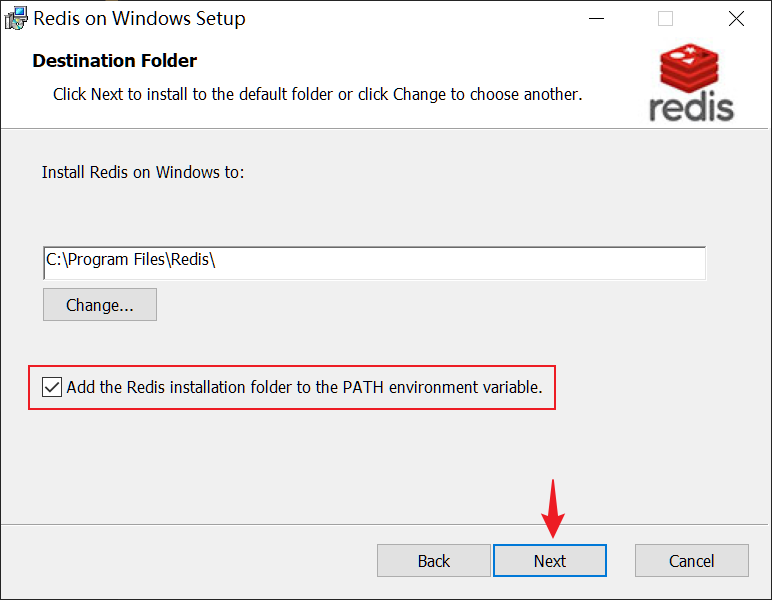 Redis on Windows Setup
Destination Folder
Click Next to install to the default folder or click Change to choose another.
redis
Install Redis on Windows to:
C:\Program Files\Redis\
Change...
Add the Redis installation folder to the PATH environment variable.
Back
Next
Cancel